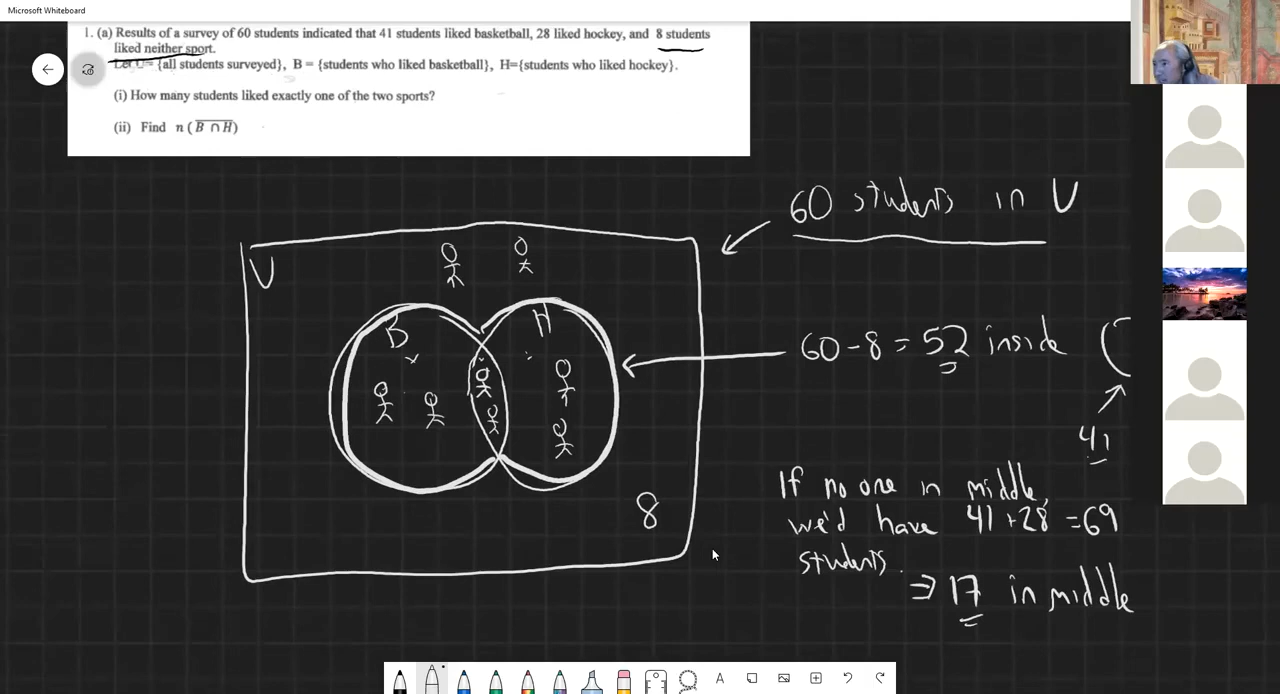 Microsoft Whiteboard
1. (a) Results of a survey of 60 students indicated that 41 students liked basketball, 28 liked hockey, and 8 students
liked neither sport.
Let U = {all students surveyed}, B = {students who liked basketball}, H={students who liked hockey}.
(i) How many students liked exactly one of the two sports?
(ii) Find n ( B̅ ̅∩̅ ̅H̅ )
60 students in U
U
B
H
60 - 8 = 52 inside
41
8
If no one in middle,
we'd have 41 + 28 = 69
students.
⇒ 17 in middle
A